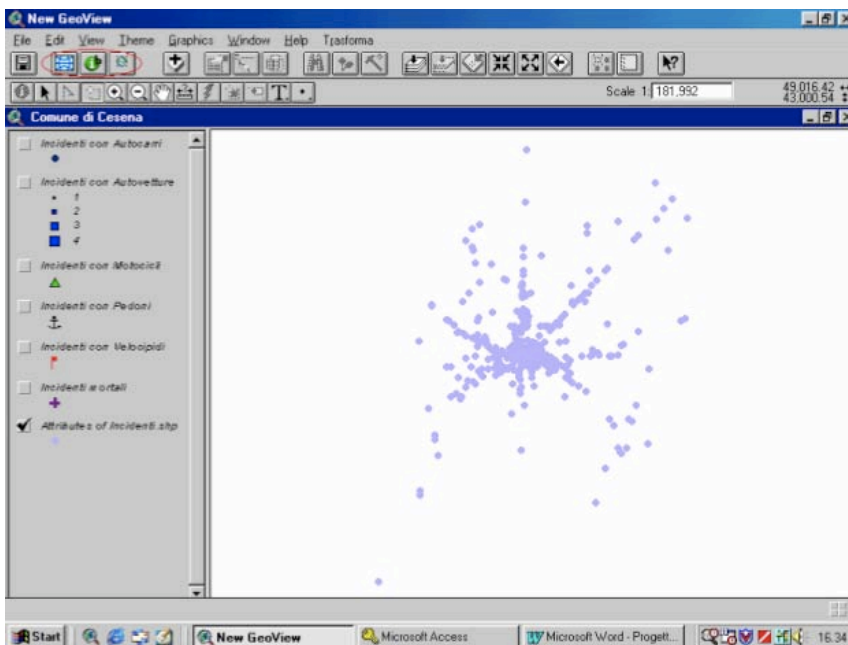 New GeoView
File Edit View Theme Graphics Window Help Trasforma
Scale 1: 181,992
49,016.42
43,000.54
Comune di Cesena
Incidenti con Autocarri
Incidenti con Autovetture
1
2
3
4
Incidenti con Motocicli
Incidenti con Pedoni
Incidenti con Velocipidi
Incidenti mortali
Attributes of Incidenti.shp
Start New GeoView Microsoft Access Microsoft Word - Progett... 16.34